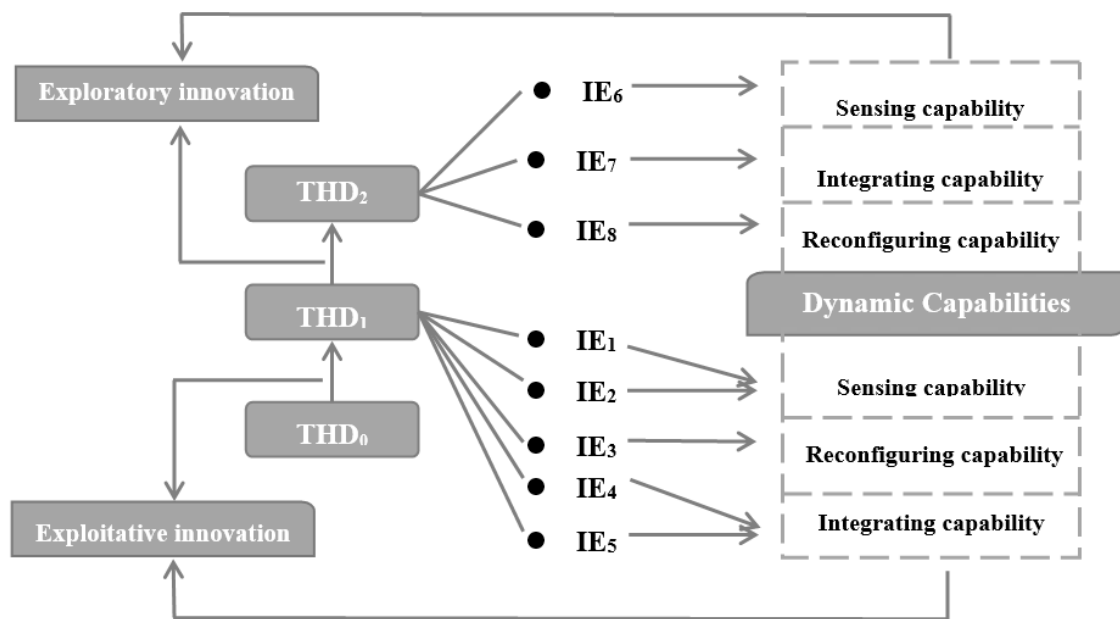 Exploratory innovation
IE₆
Sensing capability
IE₇
Integrating capability
THD₂
IE₈
Reconfiguring capability
Dynamic Capabilities
THD₁
IE₁
IE₂
Sensing capability
THD₀
IE₃
Reconfiguring capability
IE₄
Integrating capability
Exploitative innovation
IE₅